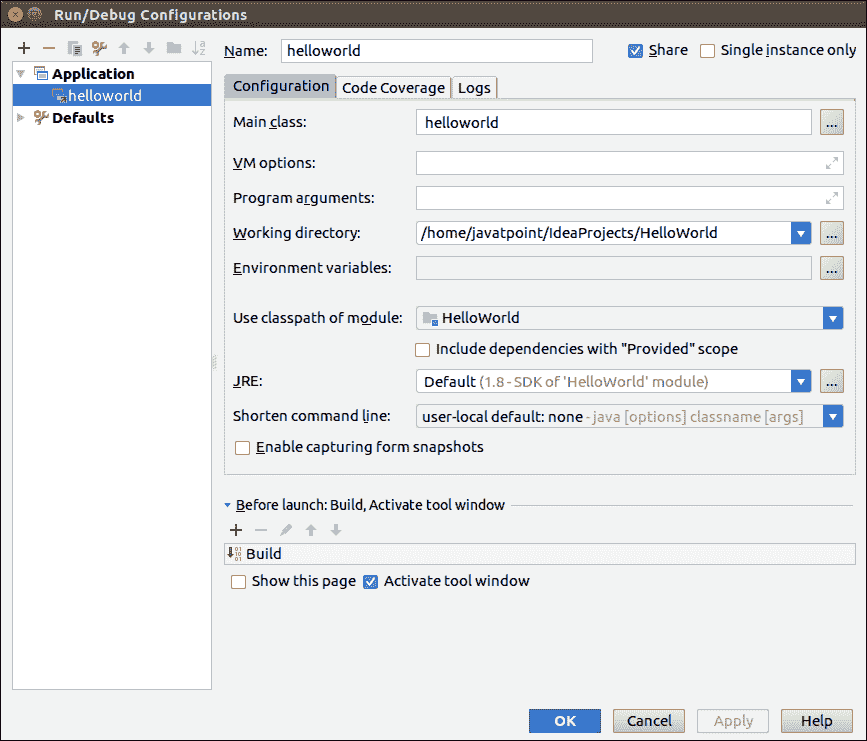 Run/Debug Configurations
Name: helloworld Share Single instance only
Application
helloworld
Defaults
Configuration Code Coverage Logs
Main class: helloworld ...
VM options:
Program arguments:
Working directory: /home/javatpoint/IdeaProjects/HelloWorld ...
Environment variables: ...
Use classpath of module: HelloWorld
Include dependencies with "Provided" scope
JRE: Default (1.8 - SDK of 'HelloWorld' module) ...
Shorten command line: user-local default: none - java [options] classname [args]
Enable capturing form snapshots
Before launch: Build, Activate tool window
Build
Show this page Activate tool window
OK Cancel Apply Help